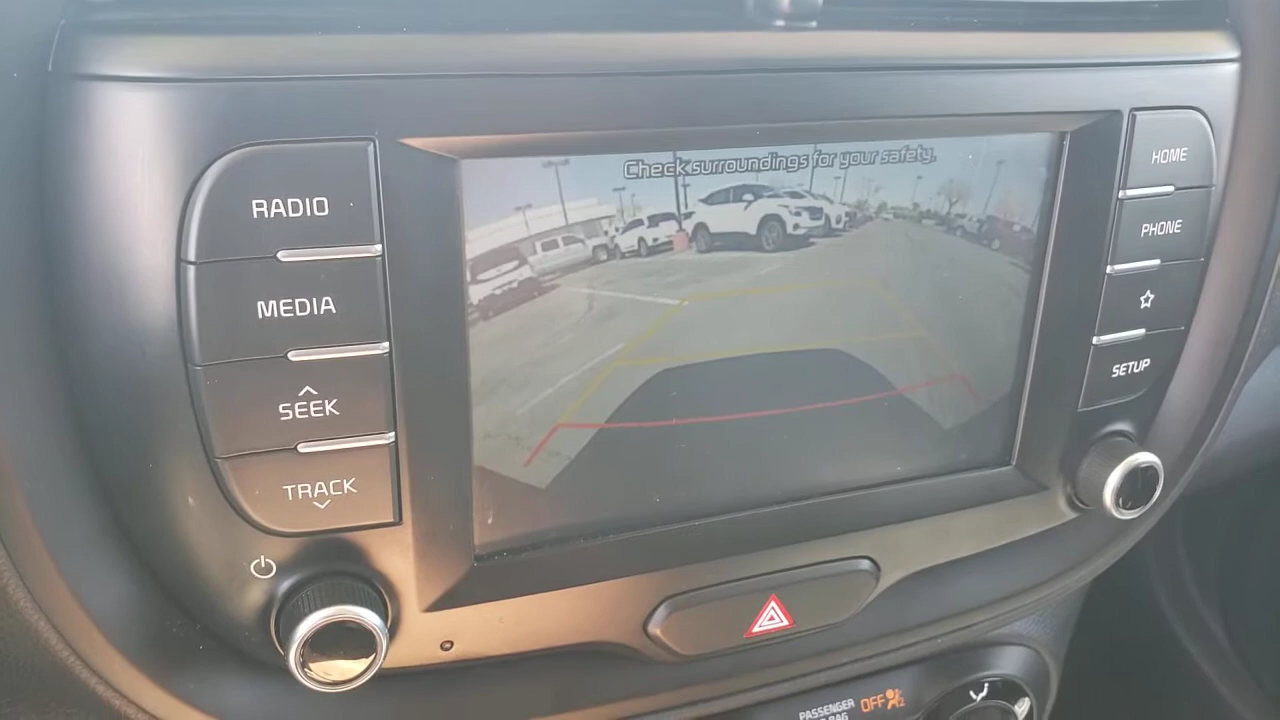 Check surroundings for your safety.
RADIO
MEDIA
SEEK
TRACK
HOME
PHONE
SETUP
PASSENGER
OFF